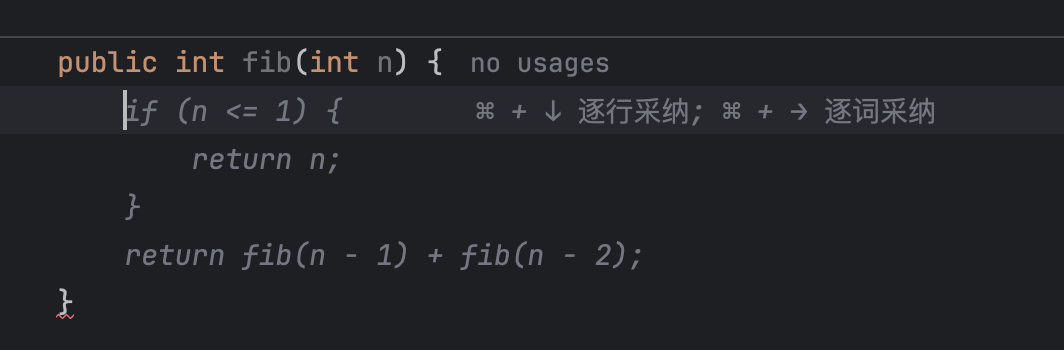 public int fib(int n) { no usages
if (n <= 1) { ⌘ + ↓ 逐行采纳; ⌘ + → 逐词采纳
return n;
}
return fib(n - 1) + fib(n - 2);
}